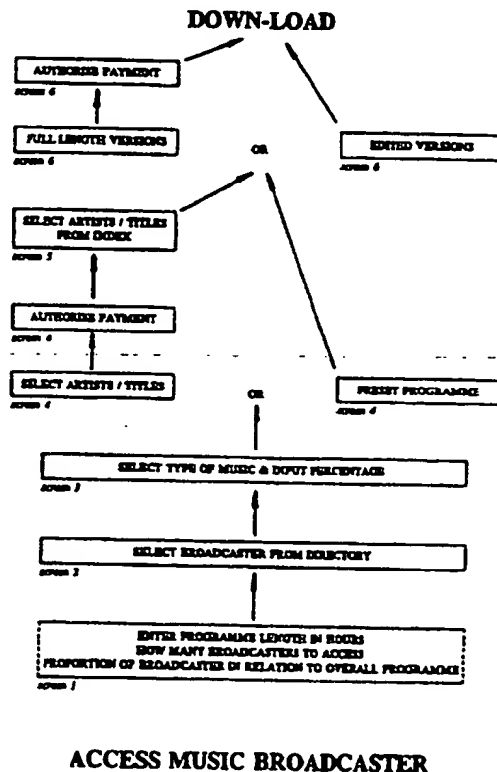 DOWN-LOAD
AUTHORISE PAYMENT
screen 6
FULL LENGTH VERSIONS
screen 6
OR
EDITED VERSIONS
screen 6
SELECT ARTISTS / TITLES
FROM INDEX
screen 5
AUTHORISE PAYMENT
screen 4
SELECT ARTISTS / TITLES
screen 4
OR
PRESET PROGRAMME
screen 4
SELECT TYPE OF MUSIC & INPUT PERCENTAGE
screen 3
SELECT BROADCASTER FROM DIRECTORY
screen 2
ENTER PROGRAMME LENGTH IN HOURS
HOW MANY BROADCASTERS TO ACCESS
PROPORTION OF BROADCASTER IN RELATION TO OVERALL PROGRAMME
screen 1
ACCESS MUSIC BROADCASTER